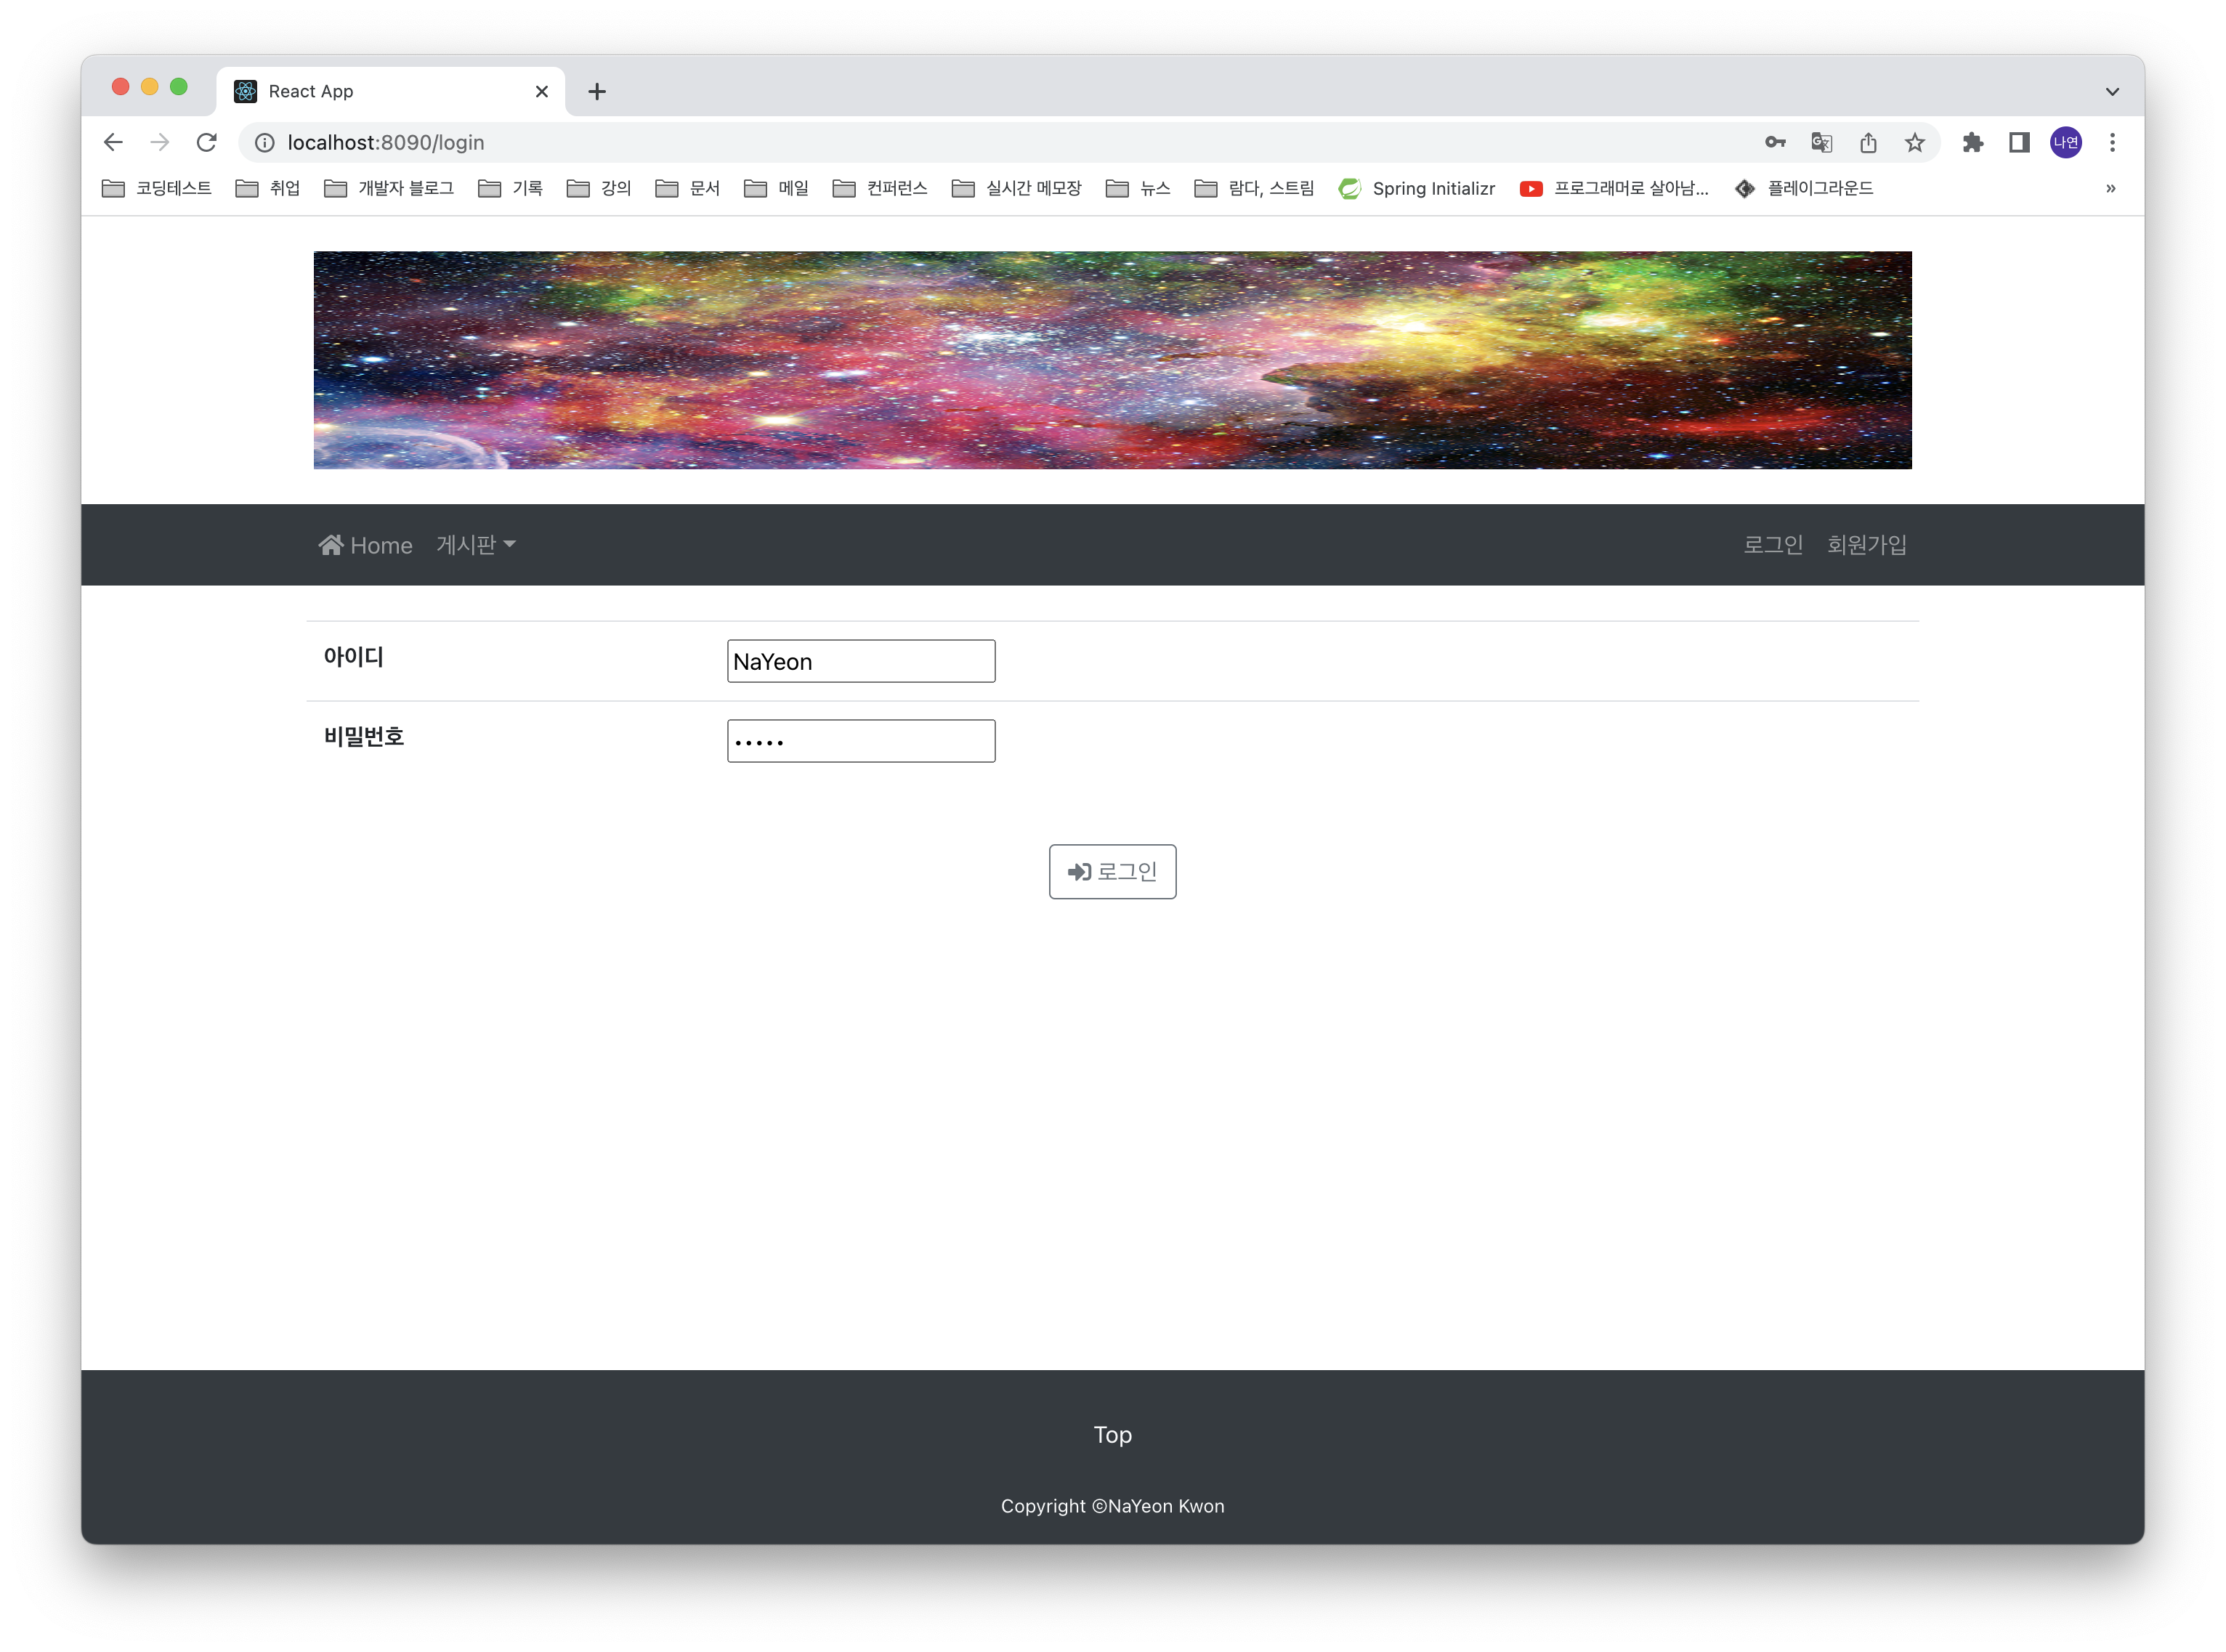 React App
localhost:8090/login
나연
코딩테스트 취업 개발자 블로그 기록 강의 문서 메일 컨퍼런스 실시간 메모장 뉴스 람다, 스트림 Spring Initializr 프로그래머로 살아남... 플레이그라운드 »
Home 게시판 로그인 회원가입
아이디 NaYeon
비밀번호 •••••
로그인
Top
Copyright ©NaYeon Kwon